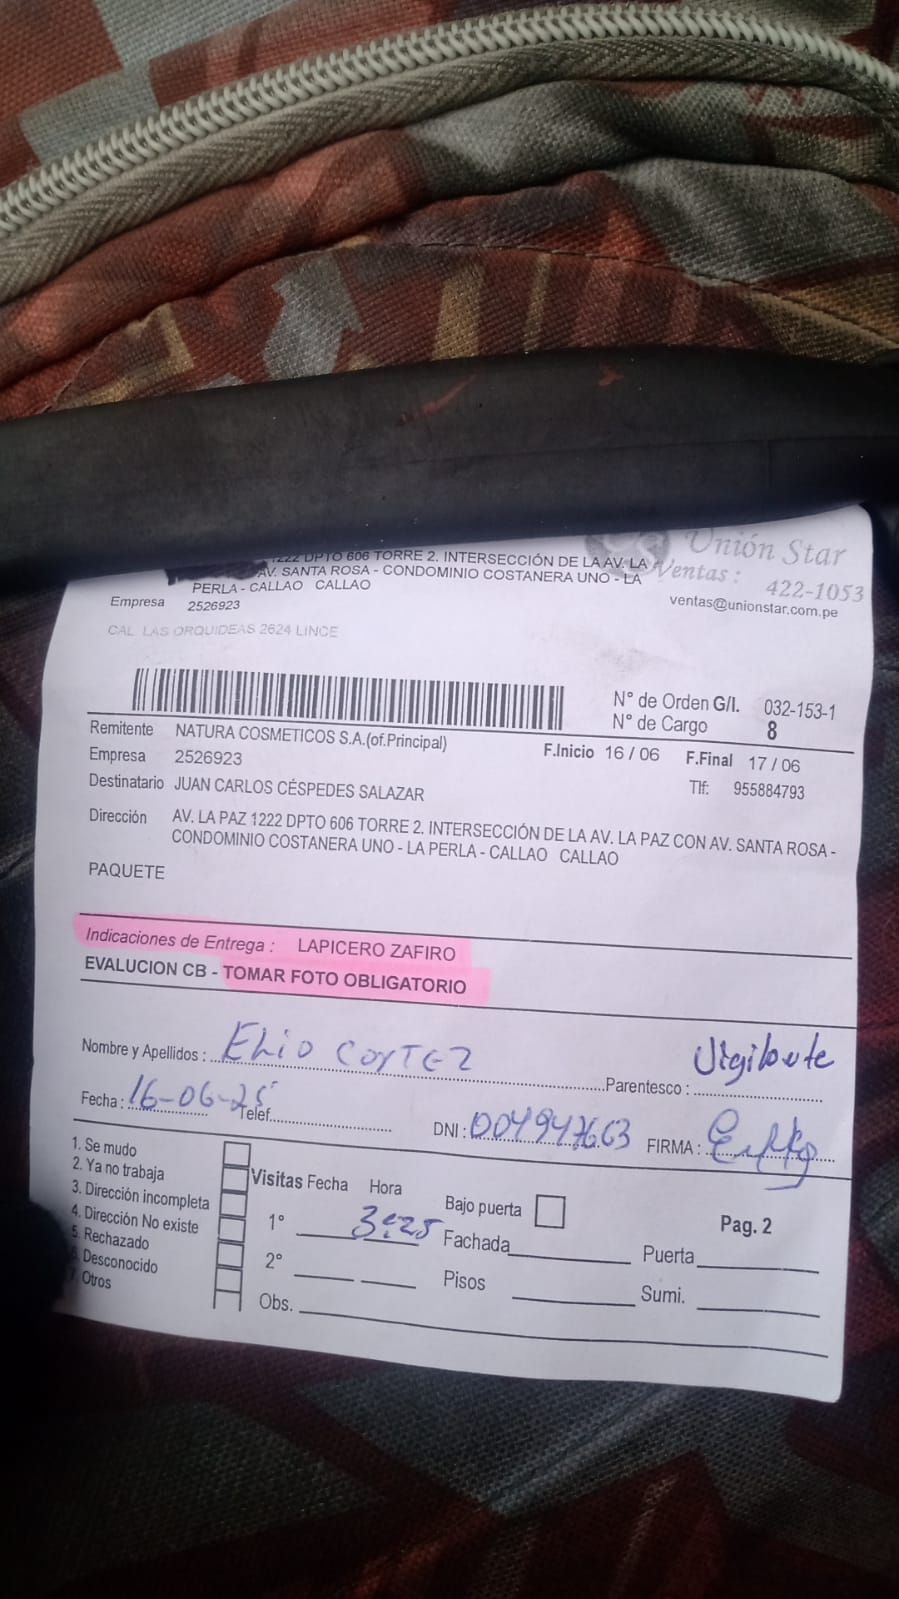 1222 DPTO 606 TORRE 2. INTERSECCIÓN DE LA AV. LA
AV. SANTA ROSA - CONDOMINIO COSTANERA UNO - LA
PERLA - CALLAO CALLAO
Empresa 2526923
CAL. LAS ORQUIDEAS 2624 LINCE
Unión Star
Ventas :
422-1053
ventas@unionstar.com.pe
N° de Orden G/I. 032-153-1
N° de Cargo 8
Remitente NATURA COSMETICOS S.A.(of.Principal)
F.Inicio 16 / 06 F.Final 17 / 06
Empresa 2526923
Tlf: 955884793
Destinatario JUAN CARLOS CÉSPEDES SALAZAR
Dirección AV. LA PAZ 1222 DPTO 606 TORRE 2. INTERSECCIÓN DE LA AV. LA PAZ CON AV. SANTA ROSA -
CONDOMINIO COSTANERA UNO - LA PERLA - CALLAO CALLAO
PAQUETE
Indicaciones de Entrega : LAPICERO ZAFIRO
EVALUCION CB - TOMAR FOTO OBLIGATORIO
Nombre y Apellidos : Elio Cortez Parentesco : Vigilante
Fecha : 16-06-25 Telef. DNI : 004947663 FIRMA :
1. Se mudo
2. Ya no trabaja
3. Dirección incompleta
4. Dirección No existe
5. Rechazado
6. Desconocido
7. Otros
Visitas Fecha Hora
1° 3:25
2°
Obs.
Bajo puerta
Fachada
Pisos
Pag. 2
Puerta
Sumi.